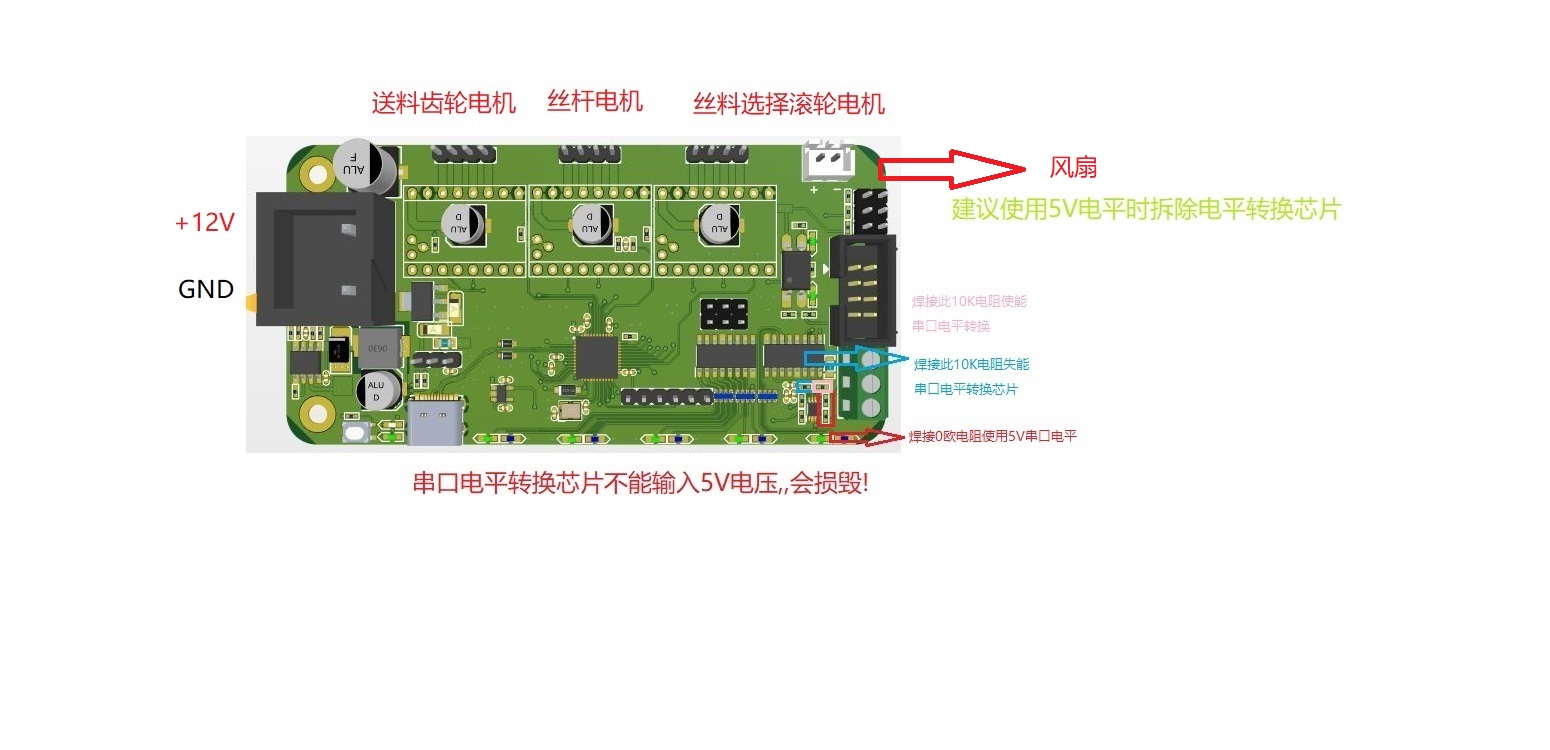 送料齿轮电机
丝杆电机
丝料选择滚轮电机
ALU
F
+ −
风扇
建议使用5V电平时拆除电平转换芯片
+12V
ALU
D
ALU
D
ALU
D
GND
焊接此10K电阻使能
串口电平转换
0630
焊接此10K电阻失能
串口电平转换芯片
ALU
D
焊接0欧电阻使用5V串口电平
串口电平转换芯片不能输入5V电压,,会损毁!